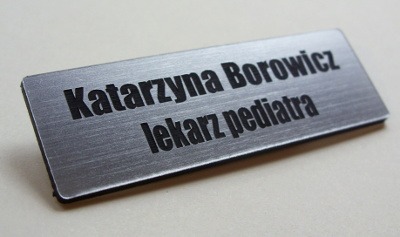 Katarzyna Borowicz
lekarz pediatra